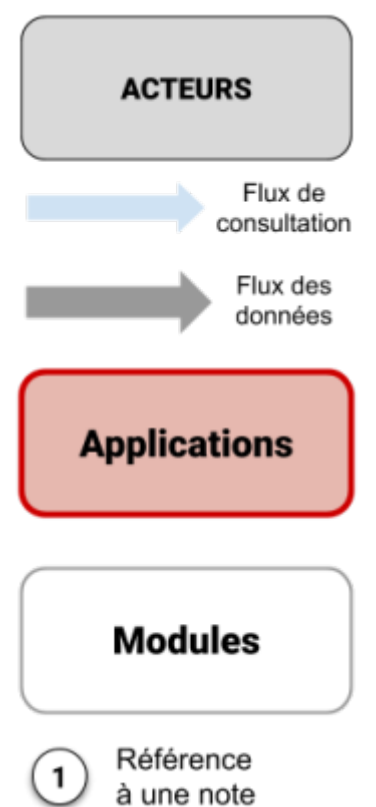 ACTEURS
Flux de
consultation
Flux des
données
Applications
Modules
1
Référence
à une note